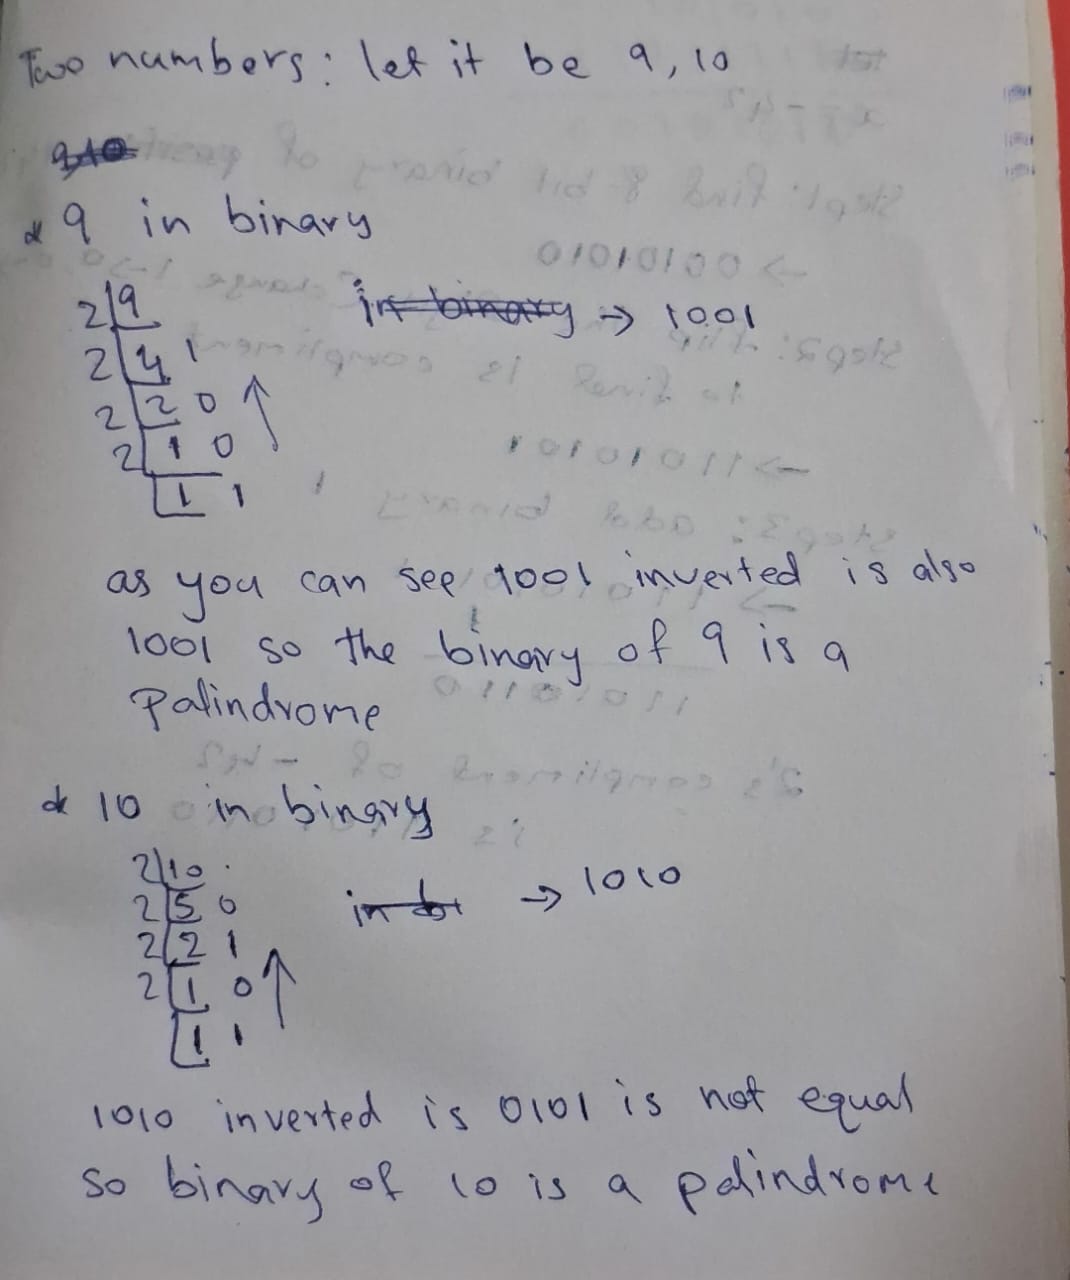 Two numbers: let it be 9, 10
9 in binary
2 9
in binary → 1001
2 4 1
2 2 0
2 1 0
1 1
as you can see 1001 inverted is also
1001 so the binary of 9 is a
Palindrome
10 in binary
2 10
2 5 0
→ 1010
2 2 1
2 1 0
1 1
1010 inverted is 0101 is not equal
so binary of 10 is a palindrome